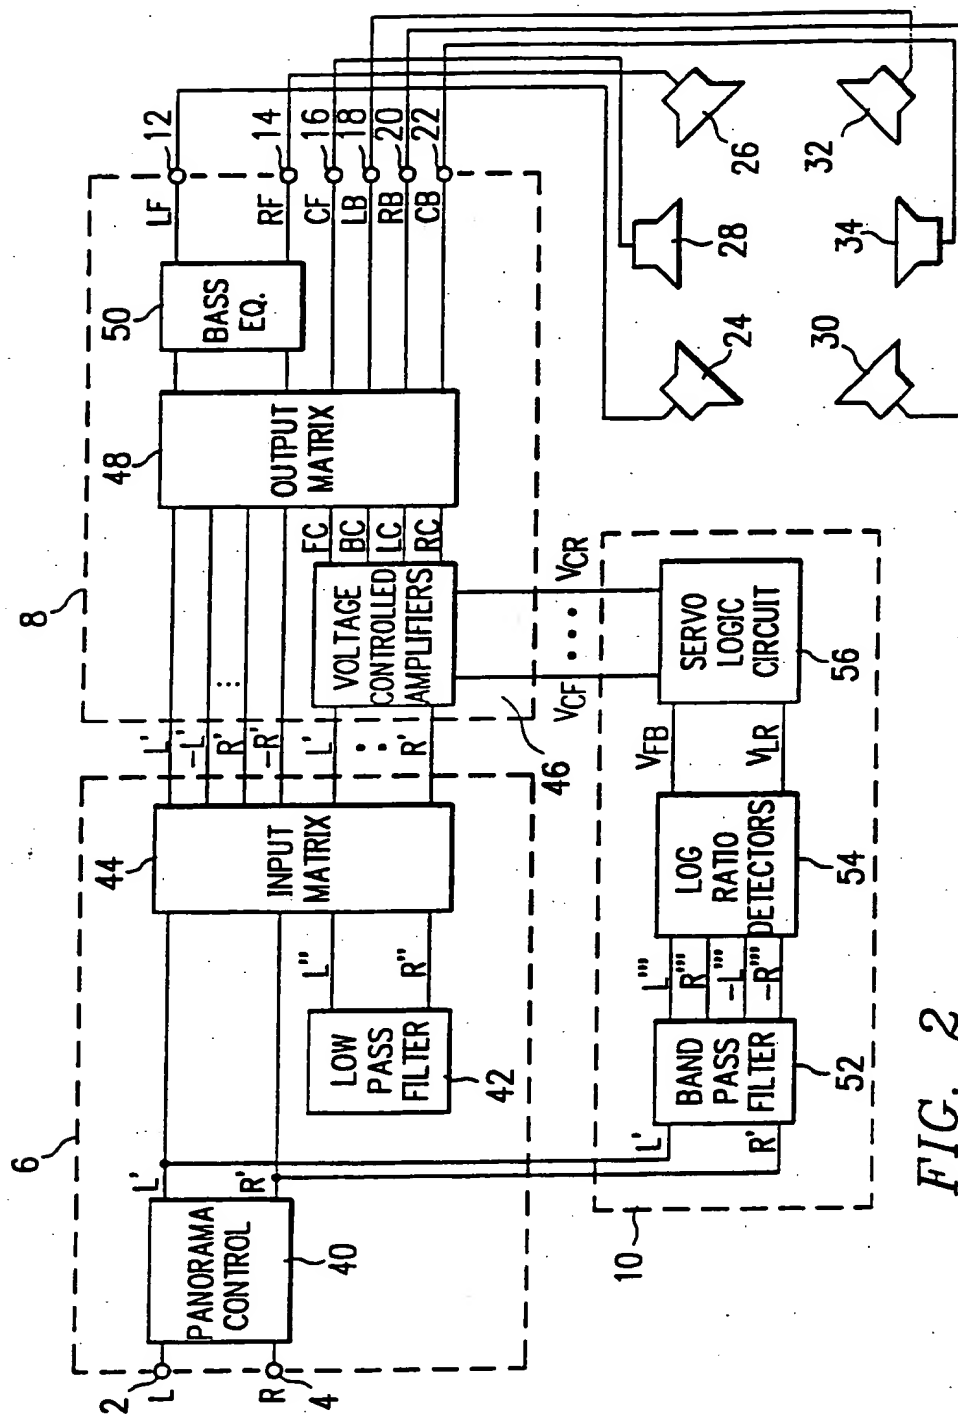 6
8
2
L
R
4
PANORAMA
CONTROL
40
L'
R'
LOW
PASS
FILTER
42
L"
R"
44
INPUT
MATRIX
L'
-L'
R'
-R'
L'
R'
46
VOLTAGE
CONTROLLED
AMPLIFIERS
FC
BC
LC
RC
48
OUTPUT
MATRIX
50
BASS
EQ.
LF
RF
CF
LB
RB
CB
12
14
16
18
20
22
10
L'
R'
BAND
PASS
FILTER
52
L'''
R'''
-L'''
-R'''
LOG
RATIO
DETECTORS
54
VFB
VLR
SERVO
LOGIC
CIRCUIT
56
VCF
VCR
24
28
26
30
34
32
FIG. 2